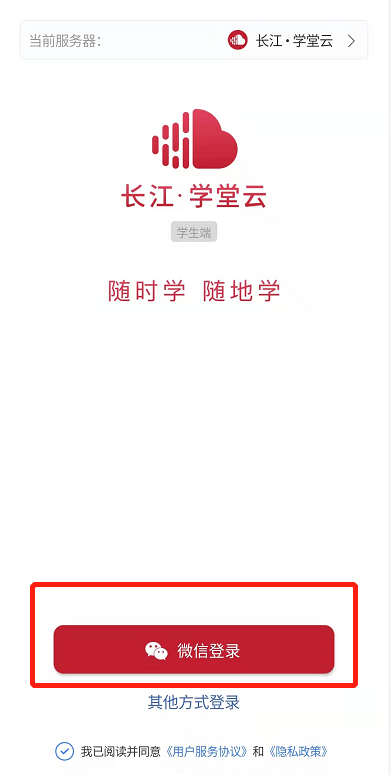 当前服务器： 长江·学堂云
长江·学堂云
学生端
随时学 随地学
微信登录
其他方式登录
我已阅读并同意《用户服务协议》和《隐私政策》